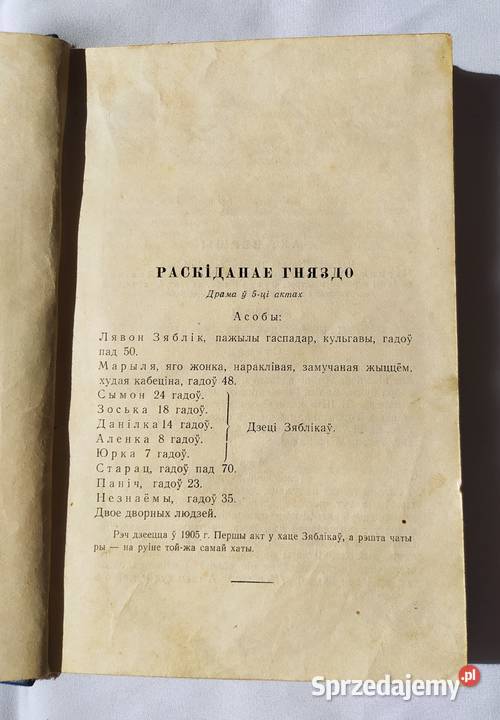 РАСКІДАНАЕ ГНЯЗДО
Драма ў 5-ці актах
Асобы:
Лявон Зяблік, пажылы гаспадар, кульгавы, гадоў
пад 50.
Марыля, яго жонка, нараклівая, замучаная жыццём,
худая кабеціна, гадоў 48.
Сымон 24 гадоў.
Зоська 18 гадоў.
Данілка 14 гадоў.
Аленка 8 гадоў.
Юрка 7 гадоў.
Дзеці Зяблікаў.
Старац, гадоў пад 70.
Паніч, гадоў 23.
Незнаёмы, гадоў 35.
Двое дворных людзей.
Рэч дзеецца ў 1905 г. Першы акт у хаце Зяблікаў, а рэшта чаты
ры — на руіне той-жа самай хаты.
Sprzedajemy.pl